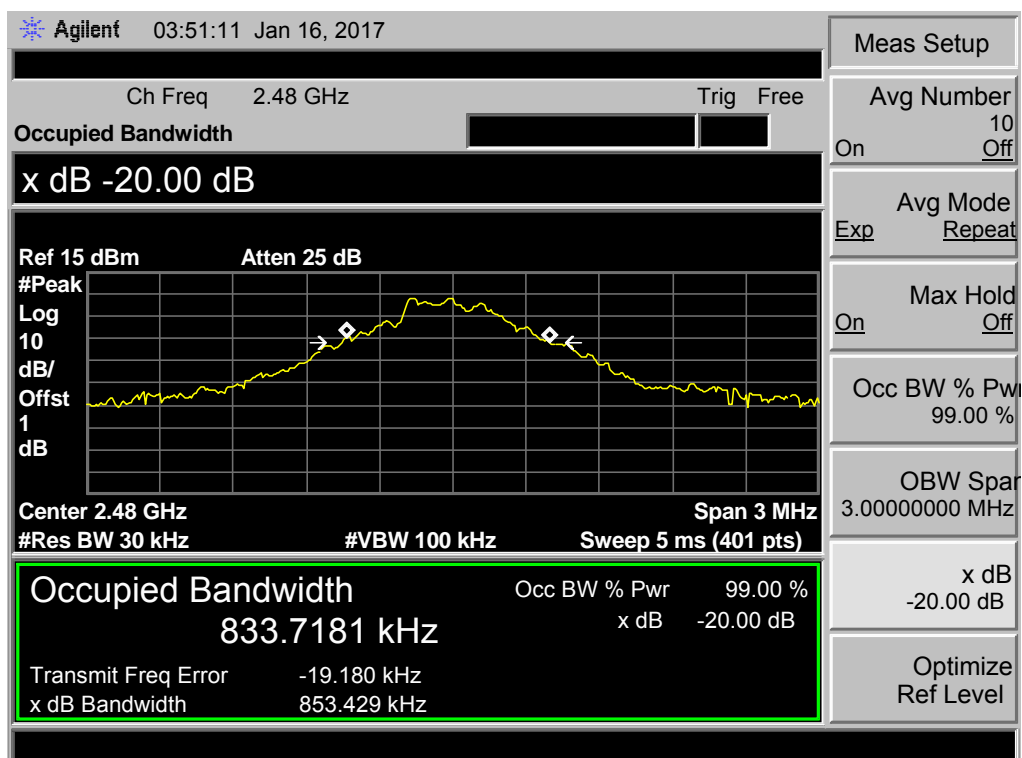 Agilent 03:51:11 Jan 16, 2017
Meas Setup
Ch Freq 2.48 GHz Trig Free
Occupied Bandwidth
x dB -20.00 dB
Ref 15 dBm Atten 25 dB
#Peak
Log
10
dB/
Offst
1
dB
Center 2.48 GHz Span 3 MHz
#Res BW 30 kHz #VBW 100 kHz Sweep 5 ms (401 pts)
Occupied Bandwidth Occ BW % Pwr 99.00 %
833.7181 kHz x dB -20.00 dB
Transmit Freq Error -19.180 kHz
x dB Bandwidth 853.429 kHz
Avg Number
10
On Off
Avg Mode
Exp Repeat
Max Hold
On Off
Occ BW % Pwr
99.00 %
OBW Span
3.00000000 MHz
x dB
-20.00 dB
Optimize
Ref Level